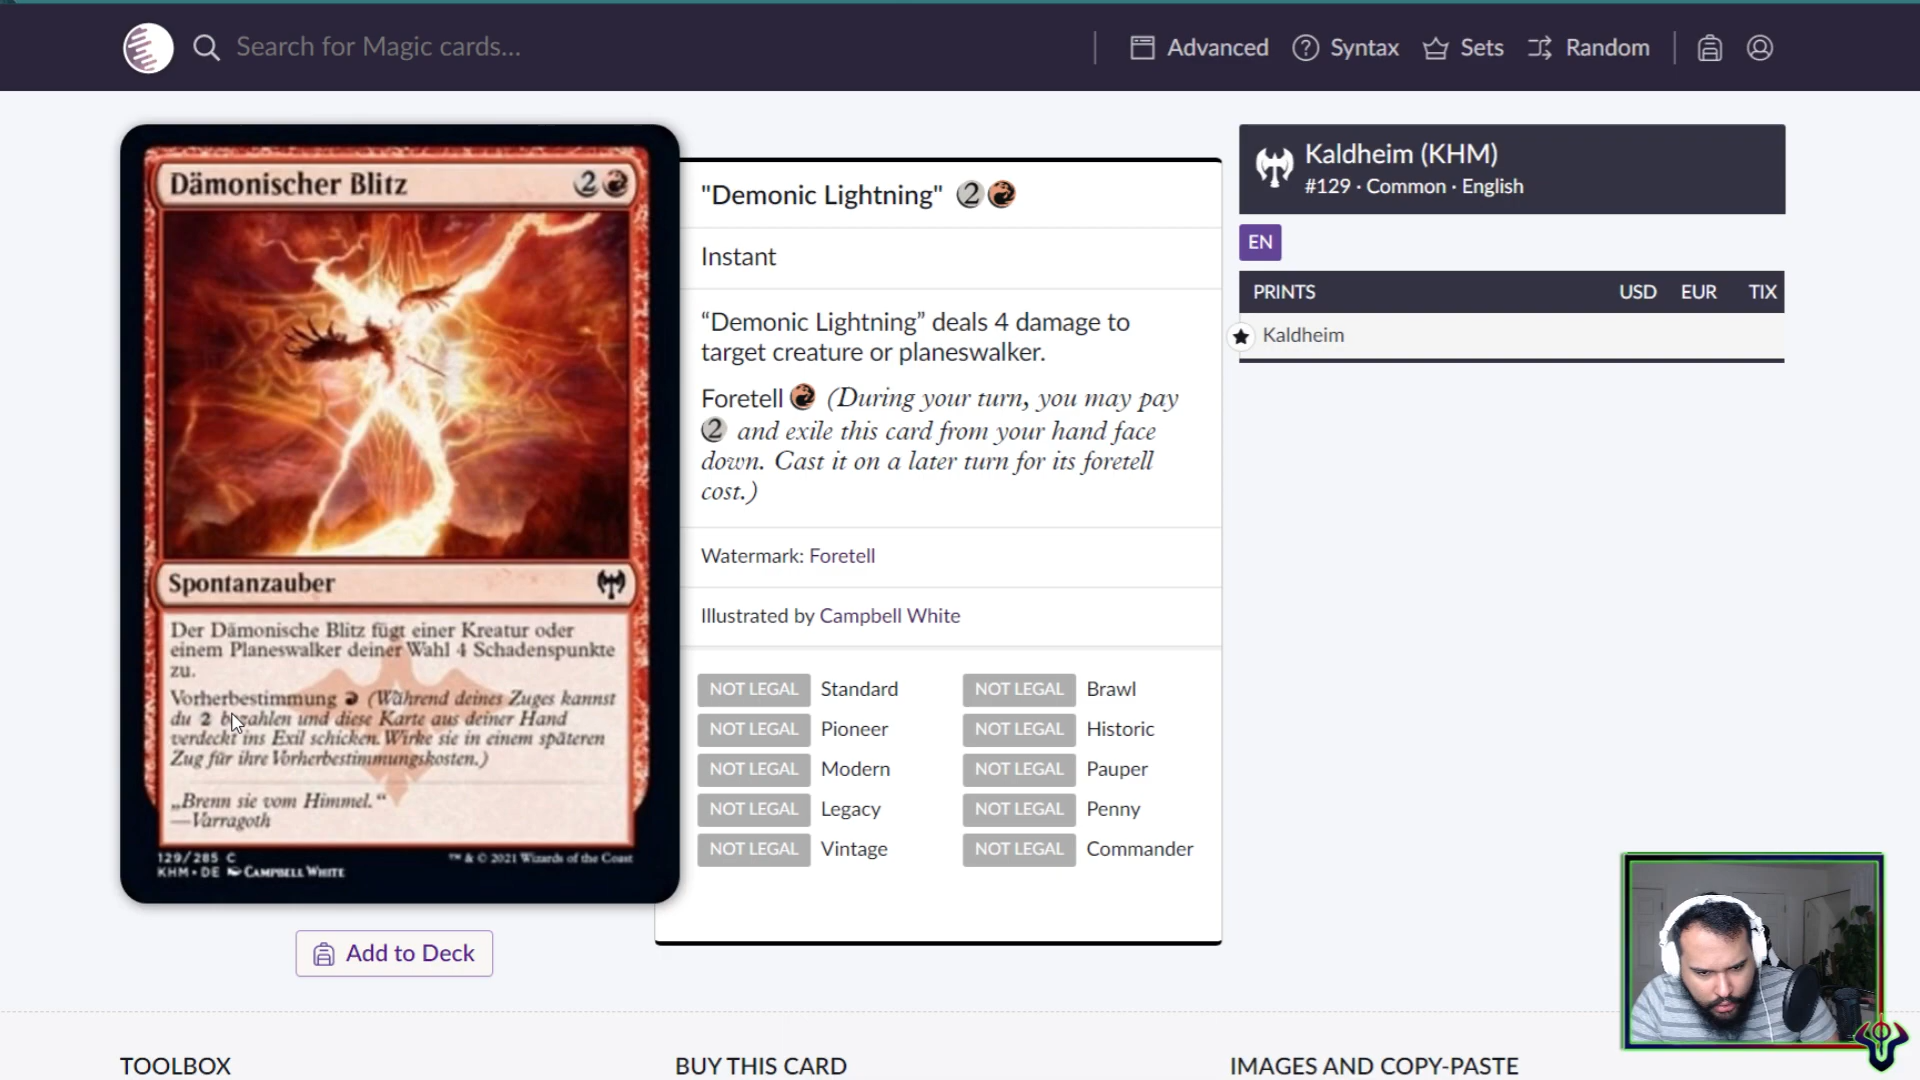 Search for Magic cards...
Advanced
Syntax
Sets
Random
Dämonischer Blitz 2
Spontanzauber
Der Dämonische Blitz fügt einer Kreatur oder
einem Planeswalker deiner Wahl 4 Schadenspunkte
zu.
Vorherbestimmung (Während deines Zuges kannst
du 2 bezahlen und diese Karte aus deiner Hand
verdeckt ins Exil schicken. Wirke sie in einem späteren
Zug für ihre Vorherbestimmungskosten.)
„Brenn sie vom Himmel.“
—Varragoth
129/285 C
KHM • DE CAMPBELL WHITE
™ & © 2021 Wizards of the Coast
Add to Deck
"Demonic Lightning" 2
Instant
“Demonic Lightning” deals 4 damage to
target creature or planeswalker.
Foretell (During your turn, you may pay
2 and exile this card from your hand face
down. Cast it on a later turn for its foretell
cost.)
Watermark: Foretell
Illustrated by Campbell White
NOT LEGAL Standard NOT LEGAL Brawl
NOT LEGAL Pioneer NOT LEGAL Historic
NOT LEGAL Modern NOT LEGAL Pauper
NOT LEGAL Legacy NOT LEGAL Penny
NOT LEGAL Vintage NOT LEGAL Commander
Kaldheim (KHM)
#129 · Common · English
EN
PRINTS USD EUR TIX
Kaldheim
TOOLBOX
BUY THIS CARD
IMAGES AND COPY-PASTE